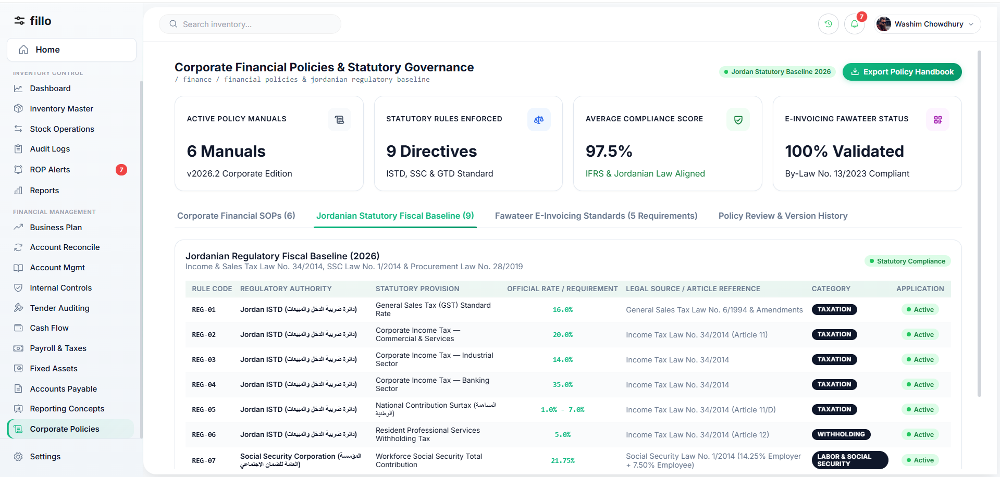 fillo
Search inventory...
7
Washim Chowdhury
Home
INVENTORY CONTROL
Dashboard
Inventory Master
Stock Operations
Audit Logs
ROP Alerts
7
Reports
FINANCIAL MANAGEMENT
Business Plan
Account Reconcile
Account Mgmt
Internal Controls
Tender Auditing
Cash Flow
Payroll & Taxes
Fixed Assets
Accounts Payable
Reporting Concepts
Corporate Policies
Settings
Corporate Financial Policies & Statutory Governance
/ finance / financial policies & jordanian regulatory baseline
Jordan Statutory Baseline 2026
Export Policy Handbook
ACTIVE POLICY MANUALS
6 Manuals
v2026.2 Corporate Edition
STATUTORY RULES ENFORCED
9 Directives
ISTD, SSC & GTD Standard
AVERAGE COMPLIANCE SCORE
97.5%
IFRS & Jordanian Law Aligned
E-INVOICING FAWATEER STATUS
100% Validated
By-Law No. 13/2023 Compliant
Corporate Financial SOPs (6)
Jordanian Statutory Fiscal Baseline (9)
Fawateer E-Invoicing Standards (5 Requirements)
Policy Review & Version History
Jordanian Regulatory Fiscal Baseline (2026)
Income & Sales Tax Law No. 34/2014, SSC Law No. 1/2014 & Procurement Law No. 28/2019
Statutory Compliance
RULE CODE REGULATORY AUTHORITY STATUTORY PROVISION OFFICIAL RATE / REQUIREMENT LEGAL SOURCE / ARTICLE REFERENCE CATEGORY APPLICATION
REG-01
Jordan ISTD (دائرة ضريبة الدخل والمبيعات)
General Sales Tax (GST) Standard
Rate
16.0%
General Sales Tax Law No. 6/1994 & Amendments
TAXATION
Active
REG-02
Jordan ISTD (دائرة ضريبة الدخل والمبيعات)
Corporate Income Tax —
Commercial & Services
20.0%
Income Tax Law No. 34/2014 (Article 11)
TAXATION
Active
REG-03
Jordan ISTD (دائرة ضريبة الدخل والمبيعات)
Corporate Income Tax — Industrial
Sector
14.0%
Income Tax Law No. 34/2014
TAXATION
Active
REG-04
Jordan ISTD (دائرة ضريبة الدخل والمبيعات)
Corporate Income Tax — Banking
Sector
35.0%
Income Tax Law No. 34/2014
TAXATION
Active
REG-05
Jordan ISTD (دائرة ضريبة الدخل والمبيعات)
National Contribution Surtax (المساهمة
الوطنية)
1.0% - 7.0%
Income Tax Law No. 34/2014 (Article 11/D)
TAXATION
Active
REG-06
Jordan ISTD (دائرة ضريبة الدخل والمبيعات)
Resident Professional Services
Withholding Tax
5.0%
Income Tax Law No. 34/2014 (Article 12)
WITHHOLDING
Active
REG-07
Social Security Corporation (المؤسسة
العامة للضمان الاجتماعي)
Workforce Social Security Total
Contribution
21.75%
Social Security Law No. 1/2014 (14.25% Employer
+ 7.50% Employee)
LABOR & SOCIAL
SECURITY
Active